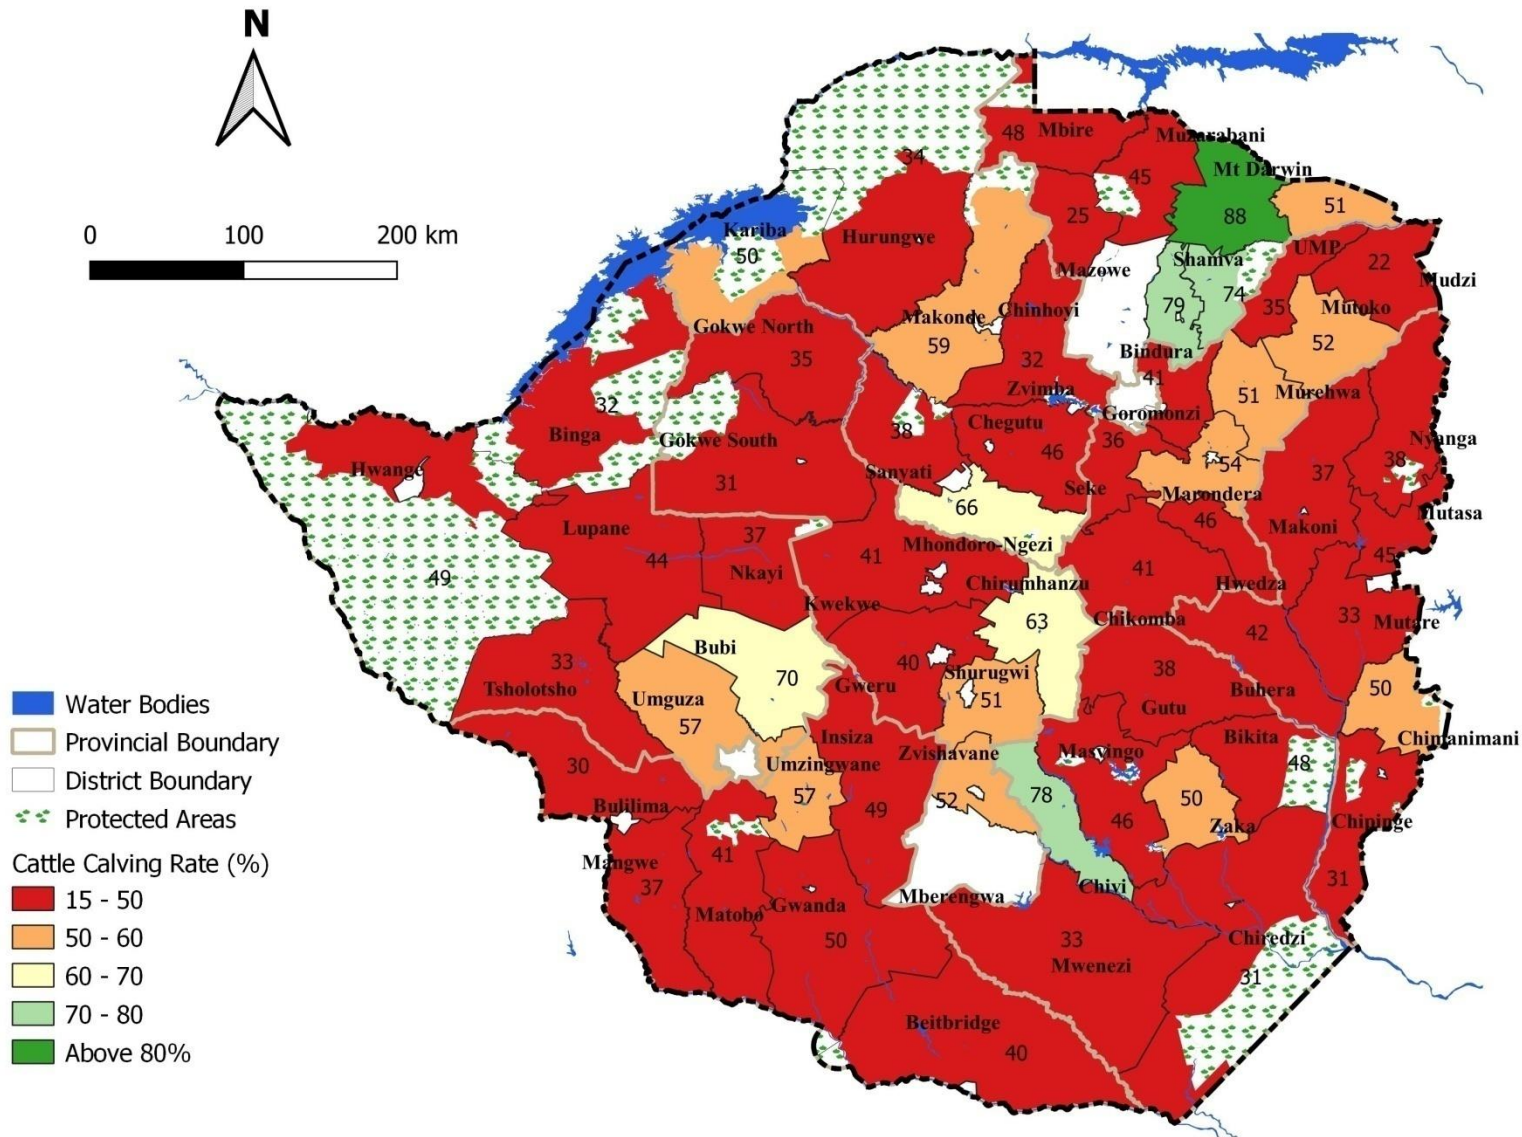 N
0 100 200 km
48 Mbire
Muzarabani
34
Mt Darwin
45
25
88
51
Kariba
50
Hurungwe
Mazowe
Shamva
UMP
22
Mudzi
79
74
35
Mutoko
Gokwe North
35
Makonde
59
Chinhoyi
32
52
Bindura
41
Zvimba
Goromonzi
51
Murehwa
32
Binga
Gokwe South
38
Chegutu
46
36
54
Nyanga
38
Hwange
31
Sanyati
66
Seke
Marondera
37
Makoni
Mutasa
Lupane
37
Nkayi
44
49
41
Mhondoro-Ngezi
46
45
Chirumhanzu
41
Hwedza
Kwekwe
63
Chikomba
42
33
Mutare
Bubi
33
Tsholotsho
70
40
Shurugwi
51
38
Buhera
50
Gweru
Gutu
Umguza
57
Chimanimani
Insiza
Zvishavane
Masvingo
Bikita
48
30
Umzingwane
57
52
78
50
Bulilima
49
46
Zaka
Chipinge
Mangwe
37
41
Chivi
31
Matobo
Gwanda
Mberengwa
50
33
Mwenezi
Chiredzi
31
Beitbridge
40
Water Bodies
Provincial Boundary
District Boundary
Protected Areas
Cattle Calving Rate (%)
15 - 50
50 - 60
60 - 70
70 - 80
Above 80%